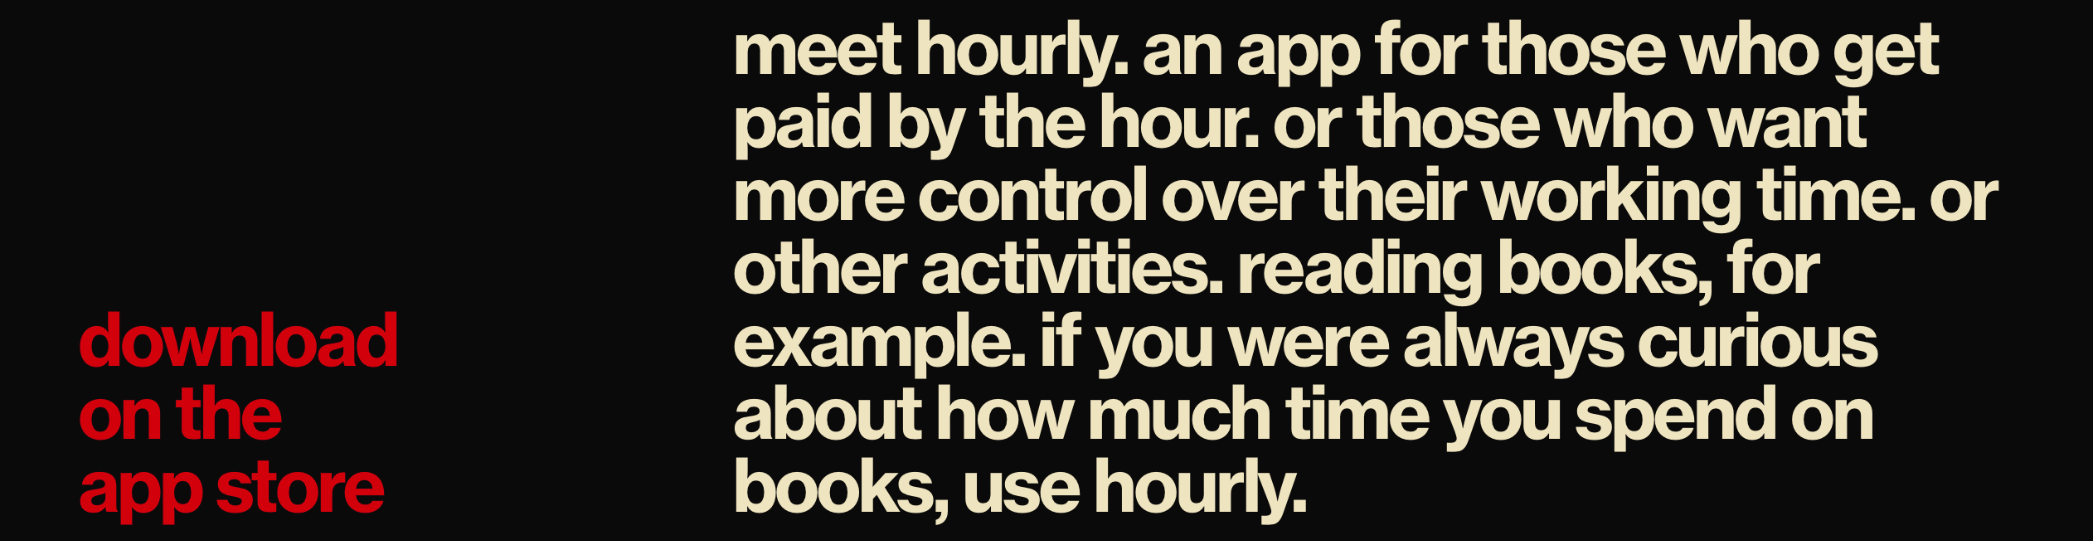 meet hourly. an app for those who get
paid by the hour. or those who want
more control over their working time. or
other activities. reading books, for
example. if you were always curious
about how much time you spend on
books, use hourly.
download
on the
app store